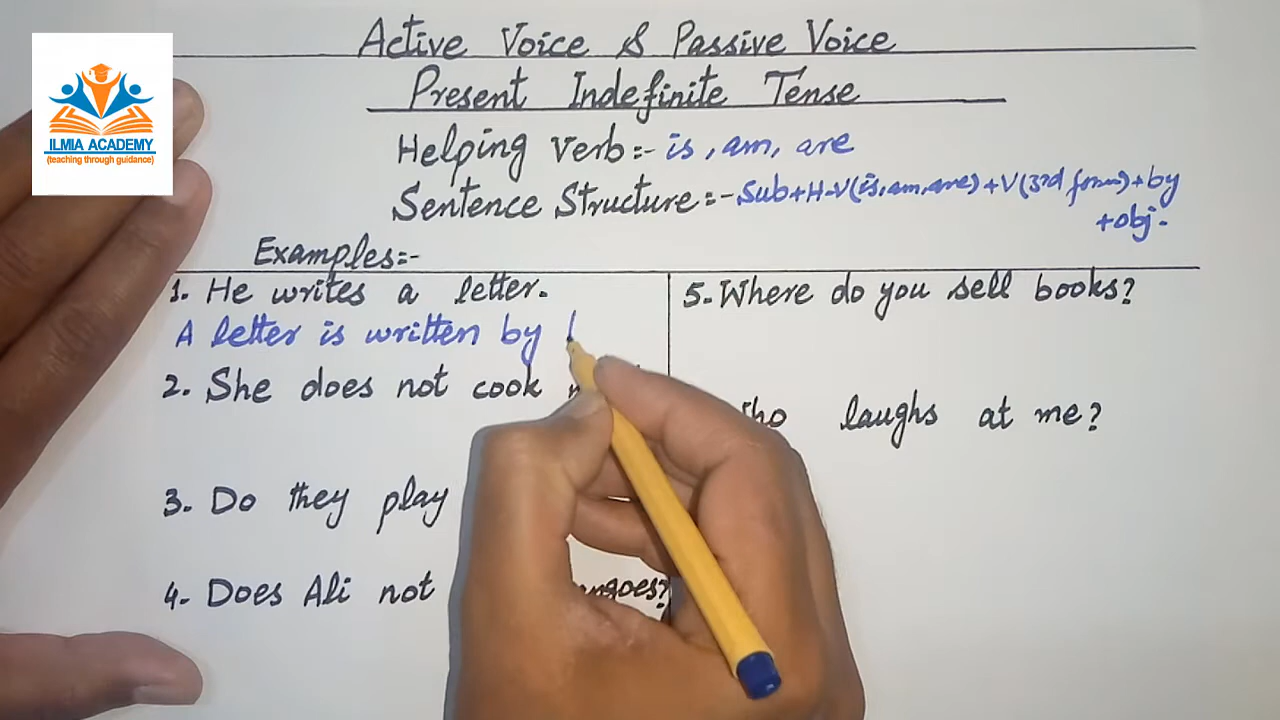 ILMIA ACADEMY
(teaching through guidance)
Active Voice & Passive Voice
Present Indefinite Tense
Helping Verb:- is, am, are
Sentence Structure:- Sub+H-V(is,am,are)+V(3rd form)+by
+obj.
Examples:-
1. He writes a letter.
A letter is written by
2. She does not cook
3. Do they play
4. Does Ali not
5. Where do you sell books?
laughs at me?